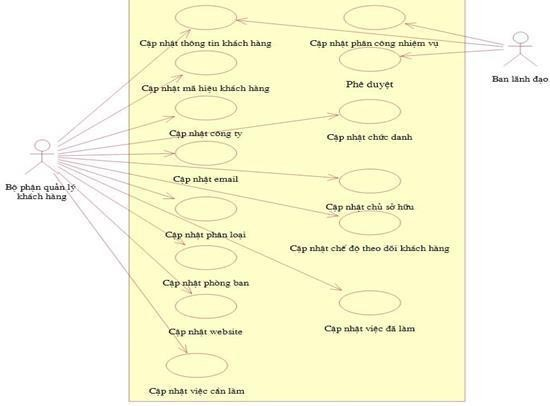 Cập nhật thông tin khách hàng
Cập nhật phân công nhiệm vụ
Ban lãnh đạo
Cập nhật mã hiệu khách hàng
Phê duyệt
Cập nhật công ty
Cập nhật chức danh
Bộ phận quản lý
khách hàng
Cập nhật email
Cập nhật chủ sở hữu
Cập nhật phân loại
Cập nhật chế độ theo dõi khách hàng
Cập nhật phòng ban
Cập nhật website
Cập nhật việc đã làm
Cập nhật việc cần làm